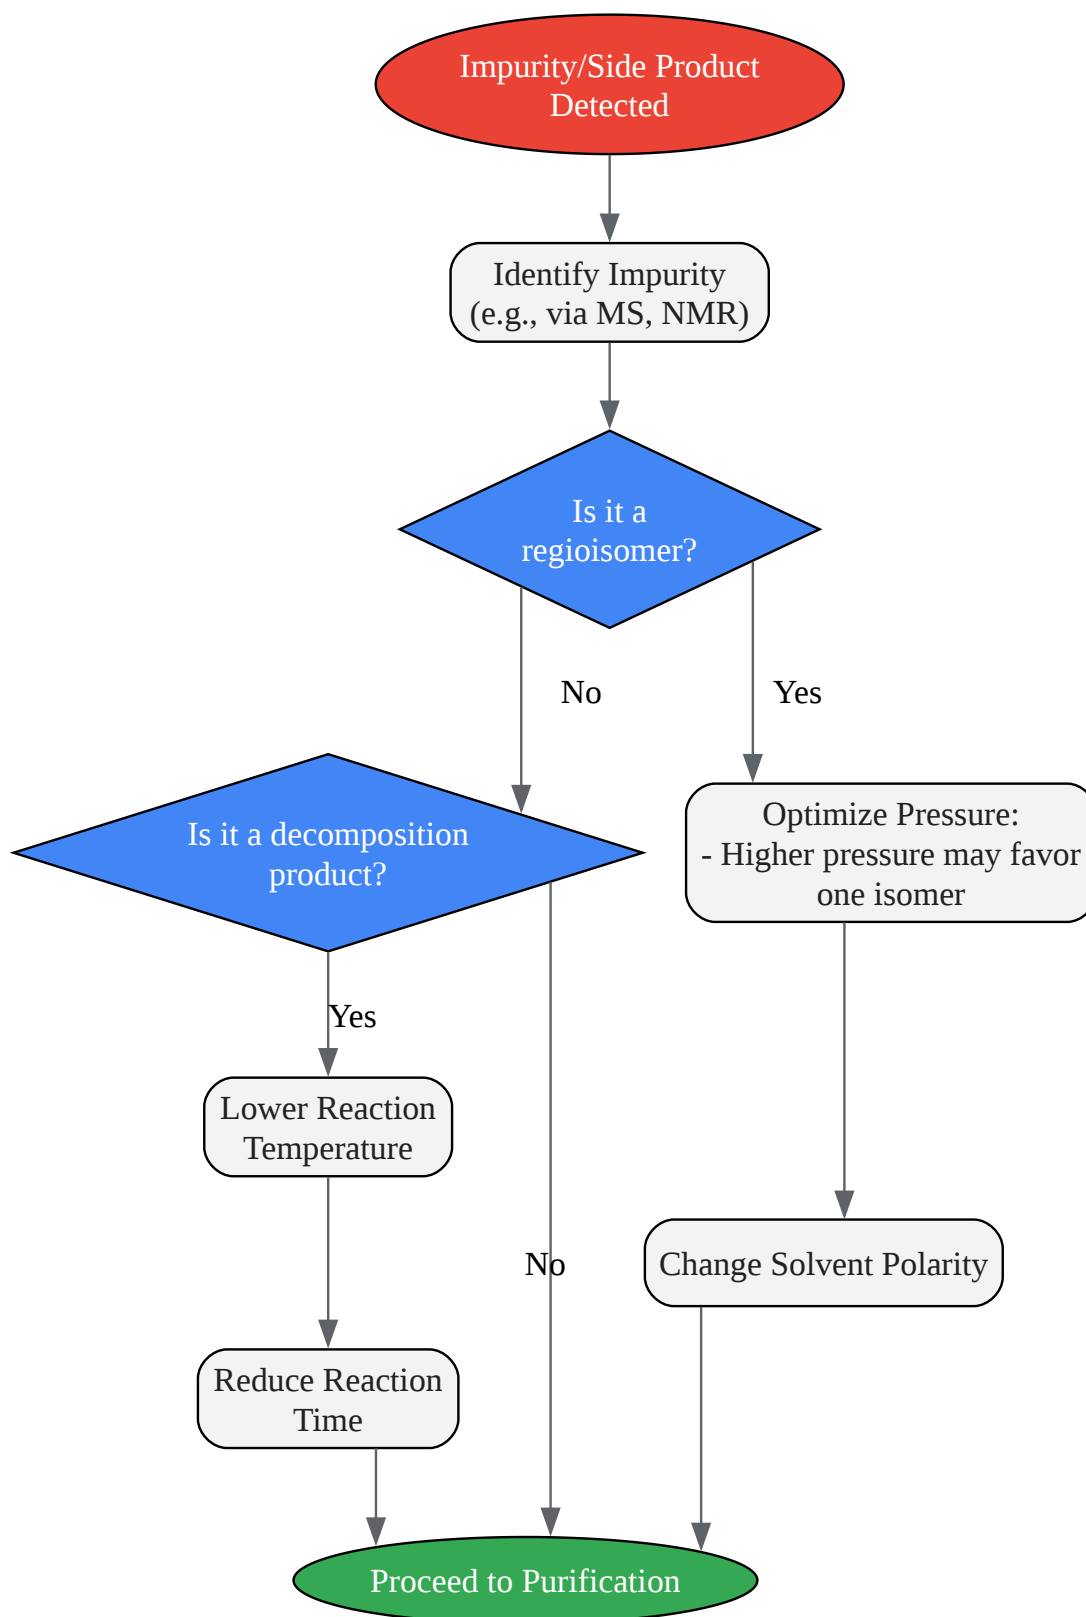 Impurity/Side Product
Detected
Identify Impurity
(e.g., via MS, NMR)
Is it a
regioisomer?
No
Yes
Is it a decomposition
product?
Optimize Pressure:
- Higher pressure may favor
one isomer
Yes
Lower Reaction
Temperature
No
Change Solvent Polarity
Reduce Reaction
Time
Proceed to Purification